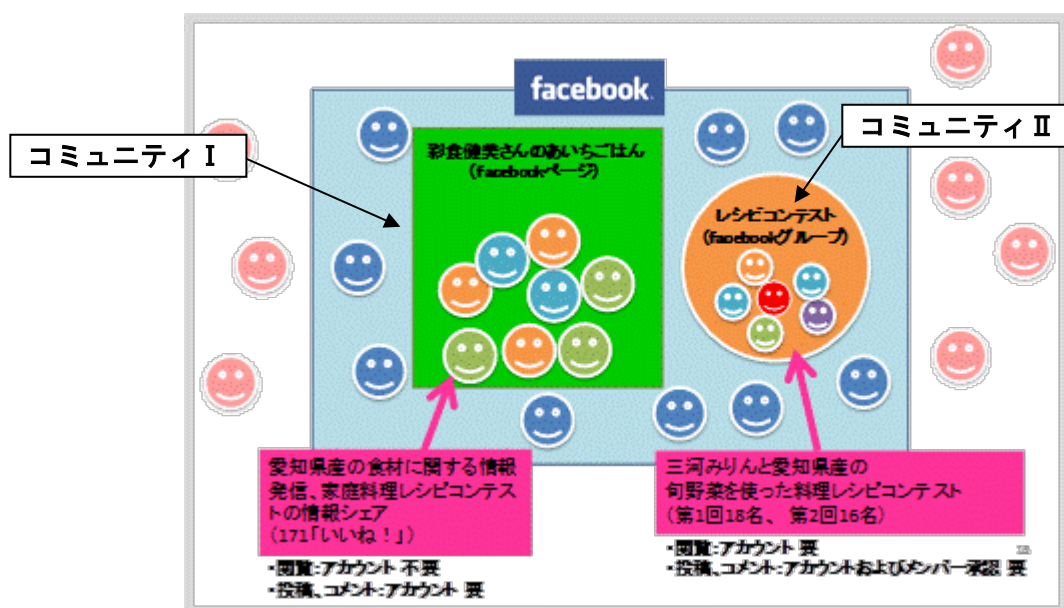 facebook
コミュニティⅠ
コミュニティⅡ
彩食健美さんのあいちごはん
(facebookページ)
レシピコンテスト
(facebookグループ)
愛知県産の食材に関する情報
発信、家庭料理レシピコンテス
トの情報シェア
(171「いいね！」)
・閲覧:アカウント 不要
・投稿、コメント:アカウント 要
三河みりんと愛知県産の
旬野菜を使った料理レシピコンテスト
(第1回18名、 第2回16名)
・閲覧:アカウント 要
・投稿、コメント:アカウントおよびメンバー承認 要